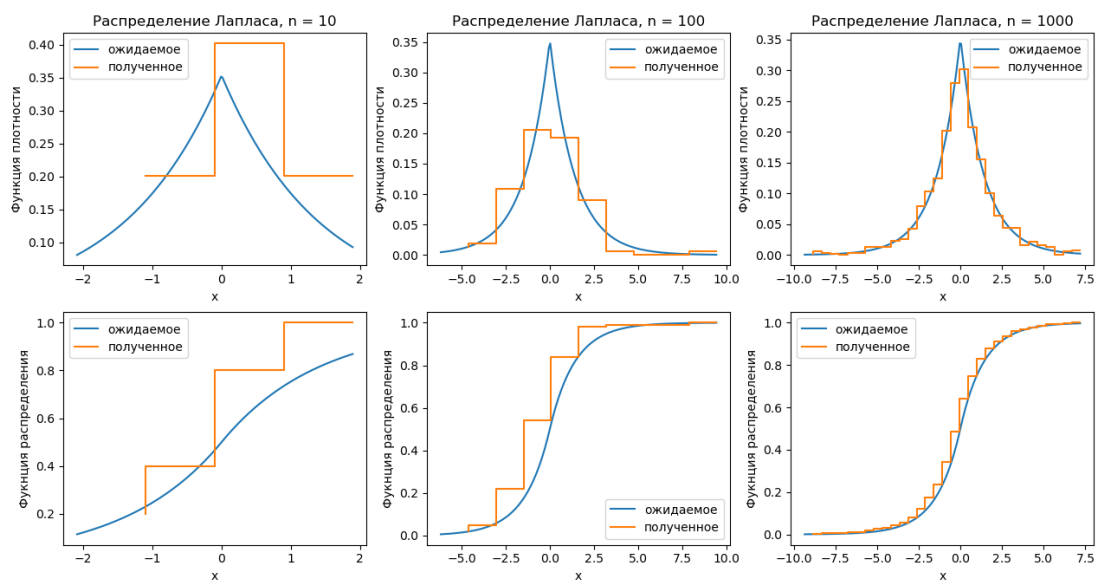 Распределение Лапласа, n = 10
Распределение Лапласа, n = 100
Распределение Лапласа, n = 1000
Функция плотности
0.40
0.35
0.30
0.25
0.20
0.15
0.10
ожидаемое
полученное
−2
−1
0
1
2
x
Функция плотности
0.35
0.30
0.25
0.20
0.15
0.10
0.05
0.00
ожидаемое
полученное
−5.0
−2.5
0.0
2.5
5.0
7.5
10.0
x
Функция плотности
0.35
0.30
0.25
0.20
0.15
0.10
0.05
0.00
ожидаемое
полученное
−10.0
−7.5
−5.0
−2.5
0.0
2.5
5.0
7.5
x
Фукнция распределения
1.0
0.8
0.6
0.4
0.2
ожидаемое
полученное
−2
−1
0
1
2
x
Фукнция распределения
1.0
0.8
0.6
0.4
0.2
0.0
ожидаемое
полученное
−5.0
−2.5
0.0
2.5
5.0
7.5
10.0
x
Фукнция распределения
1.0
0.8
0.6
0.4
0.2
0.0
ожидаемое
полученное
−10.0
−7.5
−5.0
−2.5
0.0
2.5
5.0
7.5
x